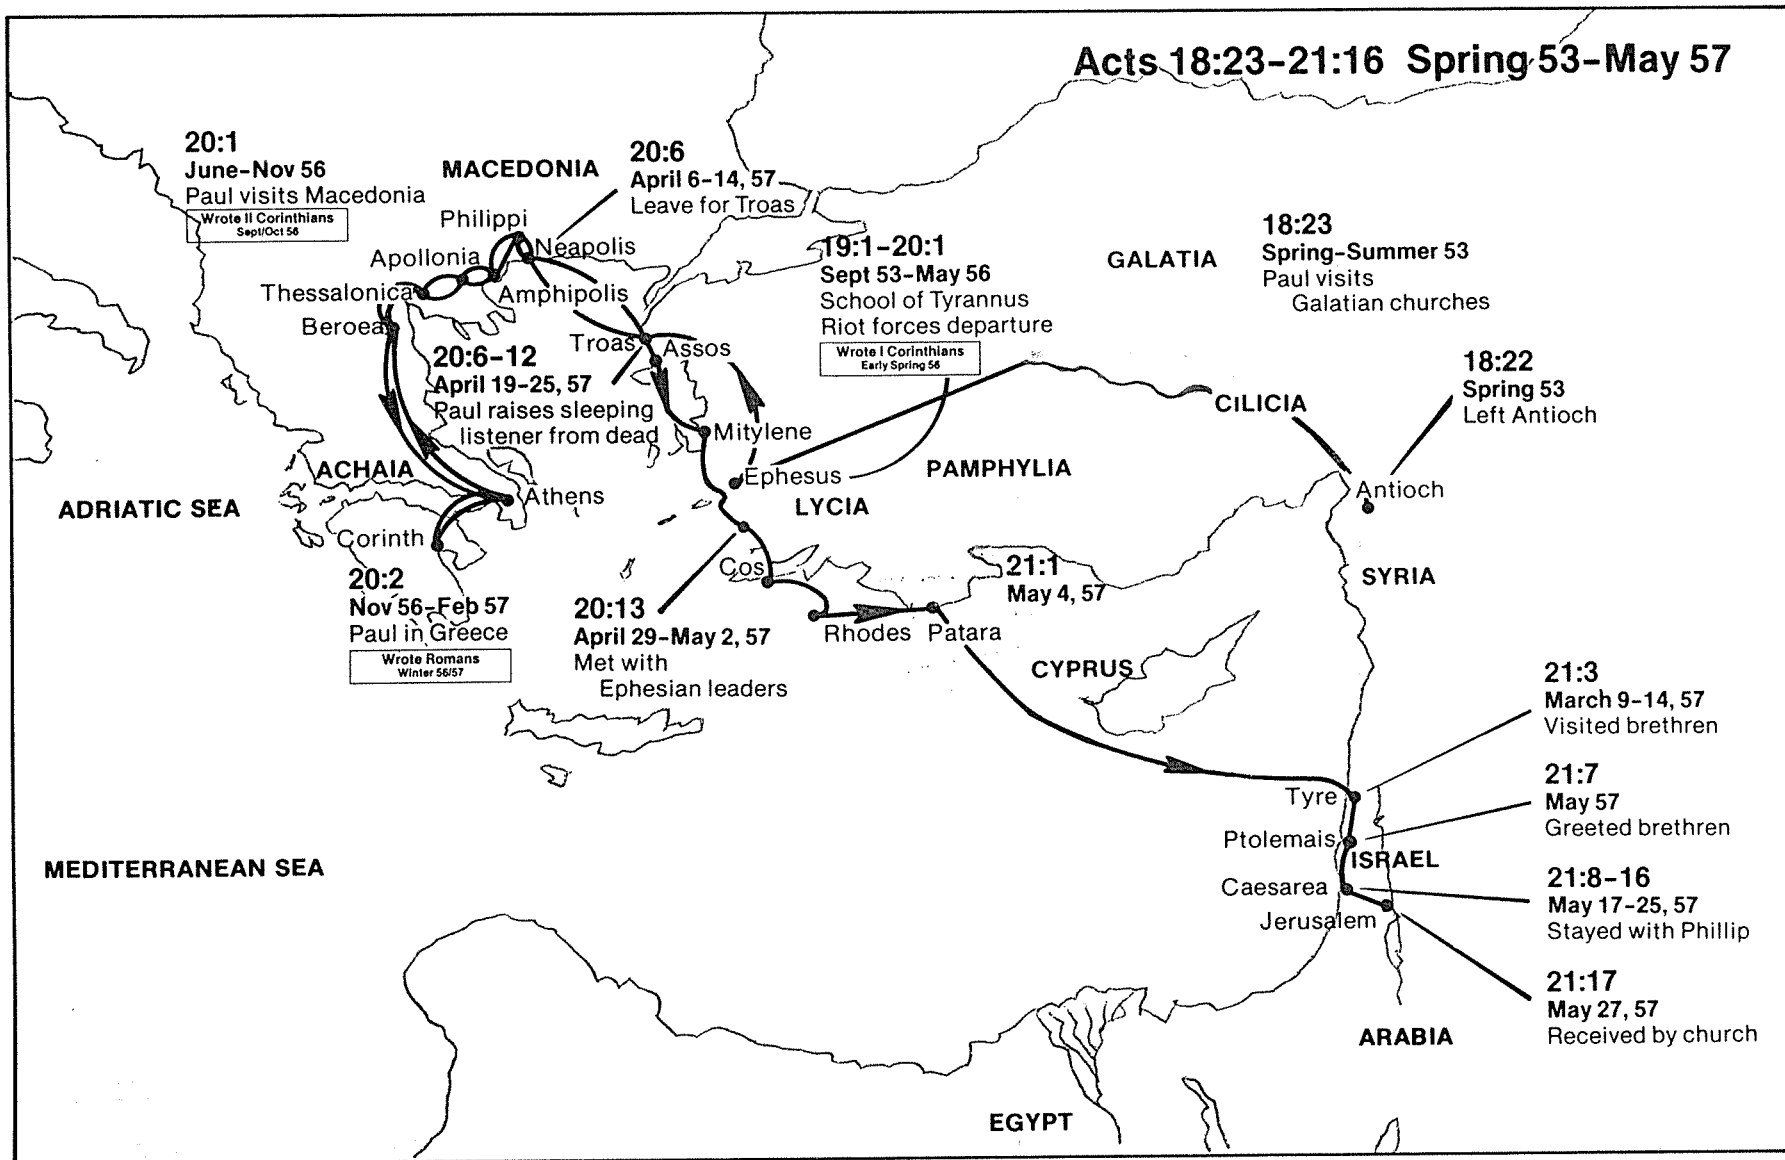 Acts 18:23-21:16 Spring 53-May 57
20:1
June-Nov 56
Paul visits Macedonia
Wrote II Corinthians
Sept/Oct 56
MACEDONIA
20:6
April 6-14, 57
Leave for Troas
Philippi
Neapolis
Apollonia
Amphipolis
Thessalonica
Beroea
19:1-20:1
Sept 53-May 56
School of Tyrannus
Riot forces departure
Wrote I Corinthians
Early Spring 56
GALATIA
18:23
Spring-Summer 53
Paul visits
Galatian churches
18:22
Spring 53
Left Antioch
Troas
Assos
20:6-12
April 19-25, 57
Paul raises sleeping
listener from dead
Mitylene
Ephesus
CILICIA
PAMPHYLIA
LYCIA
Antioch
ACHAIA
Athens
ADRIATIC SEA
Corinth
20:2
Nov 56-Feb 57
Paul in Greece
Wrote Romans
Winter 56/57
20:13
April 29-May 2, 57
Met with
Ephesian leaders
Cos
Rhodes
Patara
21:1
May 4, 57
SYRIA
CYPRUS
21:3
March 9-14, 57
Visited brethren
Tyre
21:7
May 57
Greeted brethren
Ptolemais
ISRAEL
MEDITERRANEAN SEA
Caesarea
21:8-16
May 17-25, 57
Stayed with Phillip
Jerusalem
21:17
May 27, 57
Received by church
ARABIA
EGYPT